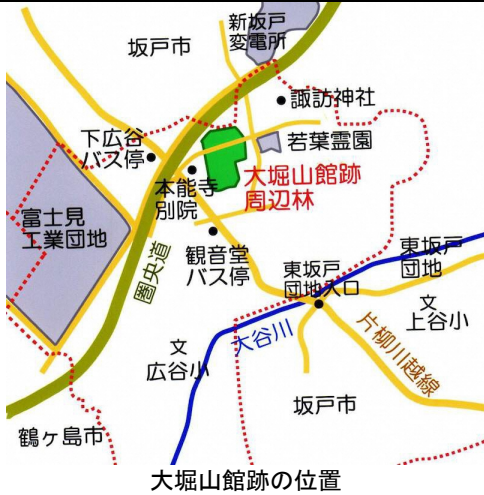 新坂戸
変電所
坂戸市
諏訪神社
下広谷
バス停
若葉霊園
本能寺
別院
大堀山館跡
周辺林
富士見
工業団地
観音堂
バス停
圏央道
東坂戸
団地
東坂戸
団地入口
文
上谷小
大谷川
文
広谷小
片柳川越線
坂戸市
鶴ヶ島市
大堀山館跡の位置